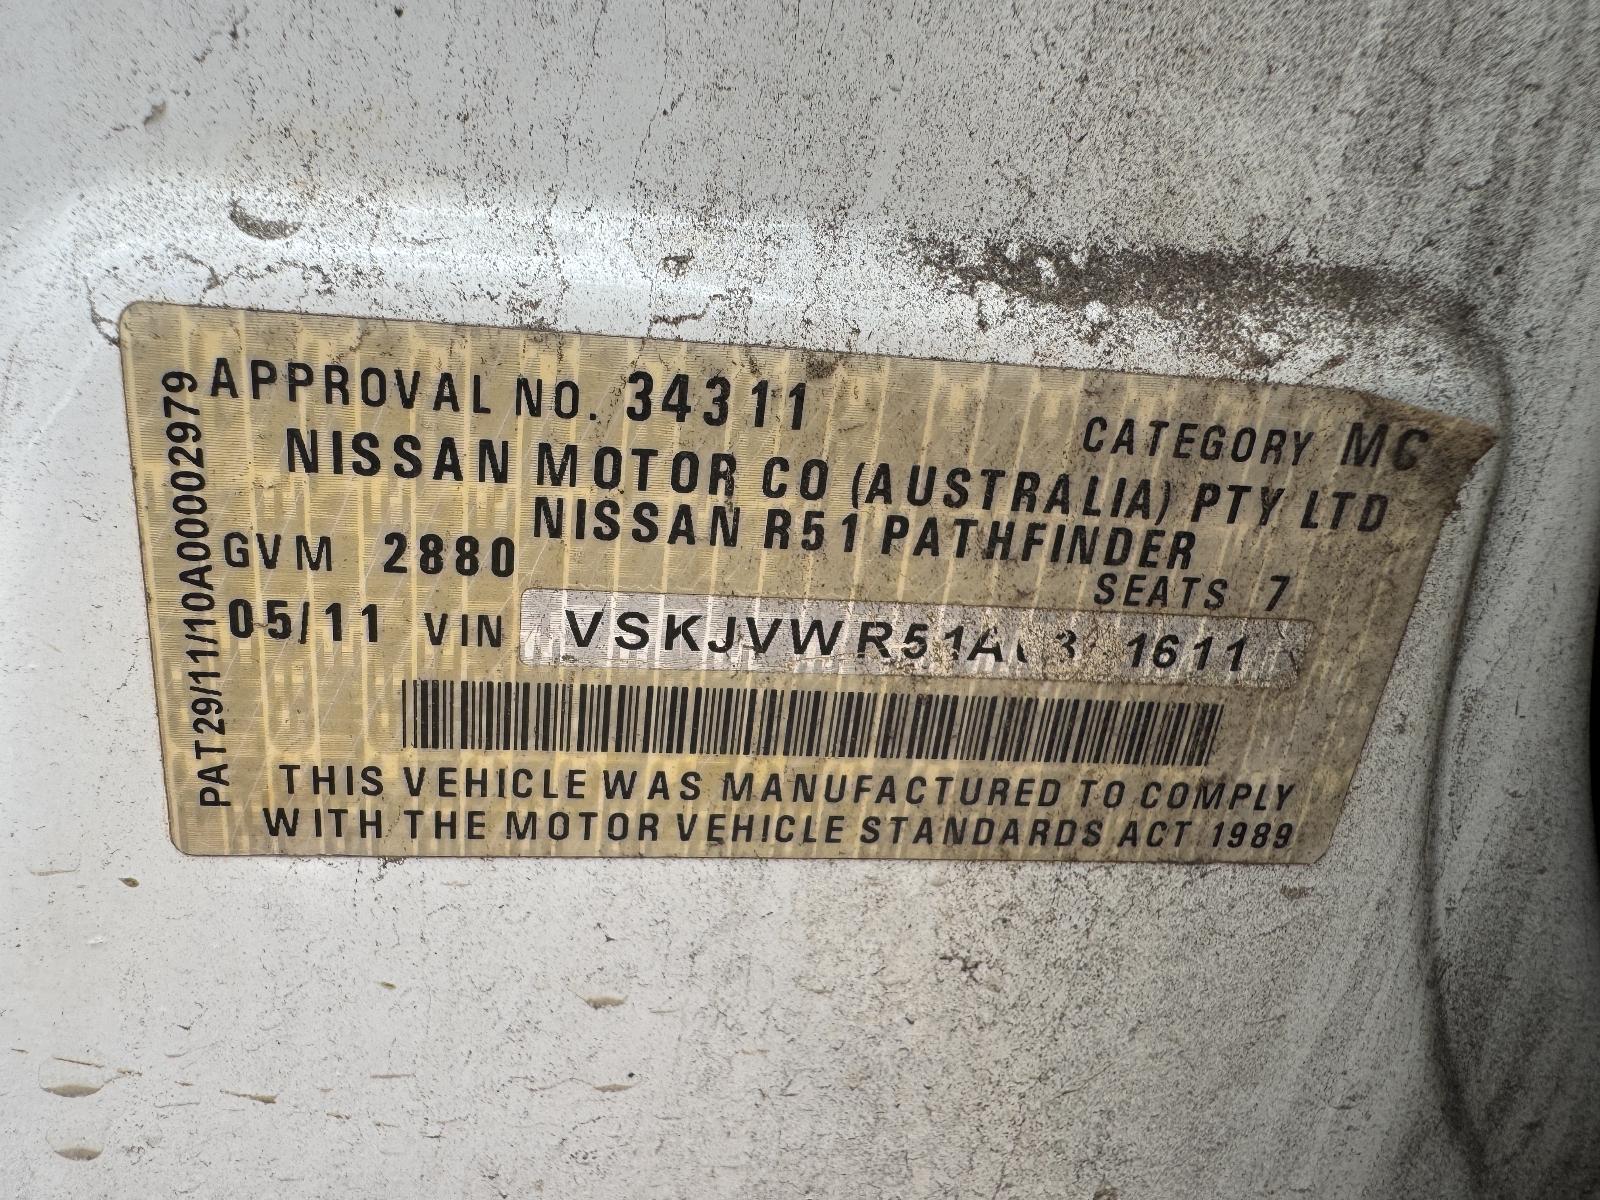 APPROVAL NO. 34311
CATEGORY MC
NISSAN MOTOR CO (AUSTRALIA) PTY LTD
NISSAN R51 PATHFINDER
GVM 2880
SEATS 7
05/11 VIN
THIS VEHICLE WAS MANUFACTURED TO COMPLY
WITH THE MOTOR VEHICLE STANDARDS ACT 1989
PAT29/11/10A00002979